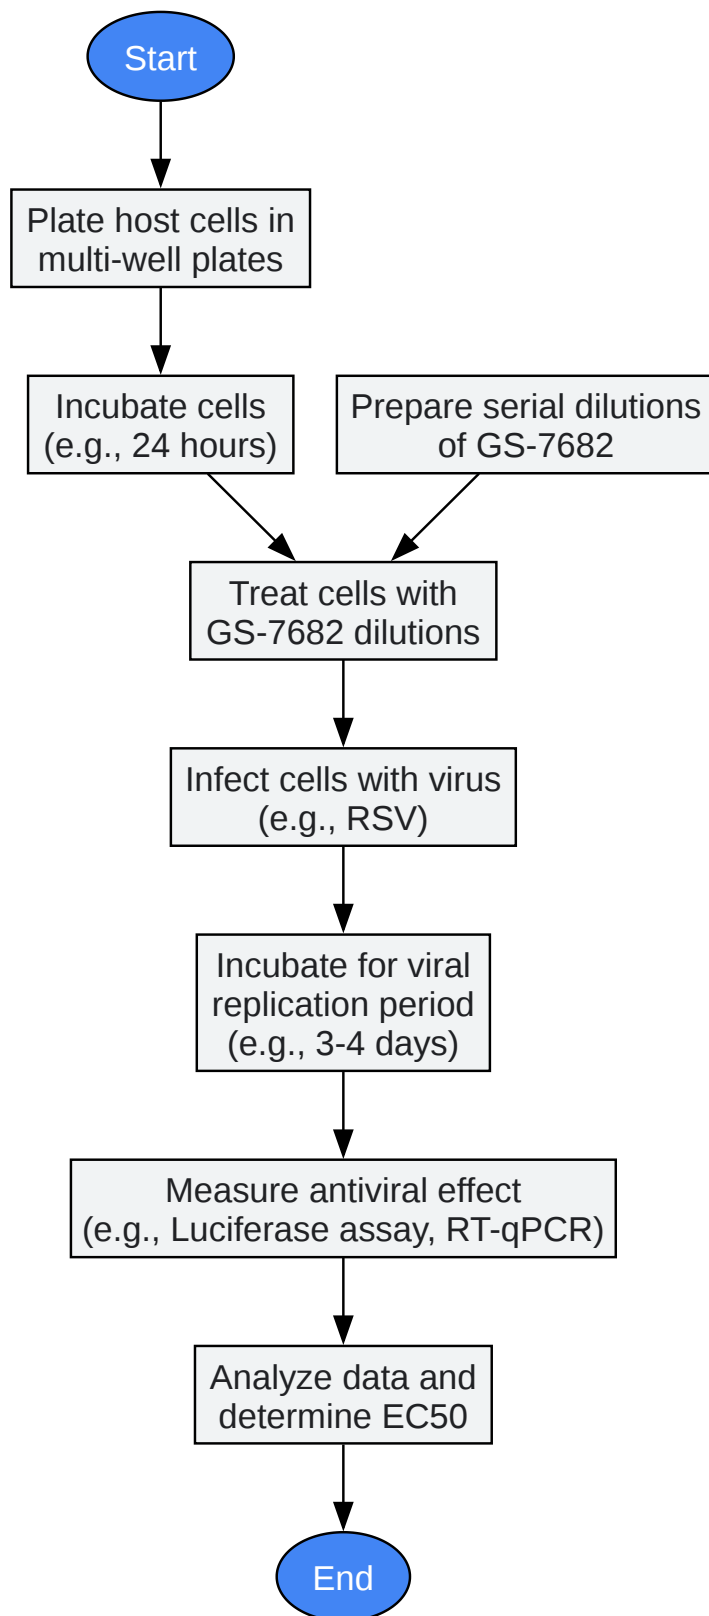 Start
Plate host cells in
multi-well plates
Incubate cells
(e.g., 24 hours)
Prepare serial dilutions
of GS-7682
Treat cells with
GS-7682 dilutions
Infect cells with virus
(e.g., RSV)
Incubate for viral
replication period
(e.g., 3-4 days)
Measure antiviral effect
(e.g., Luciferase assay, RT-qPCR)
Analyze data and
determine EC50
End